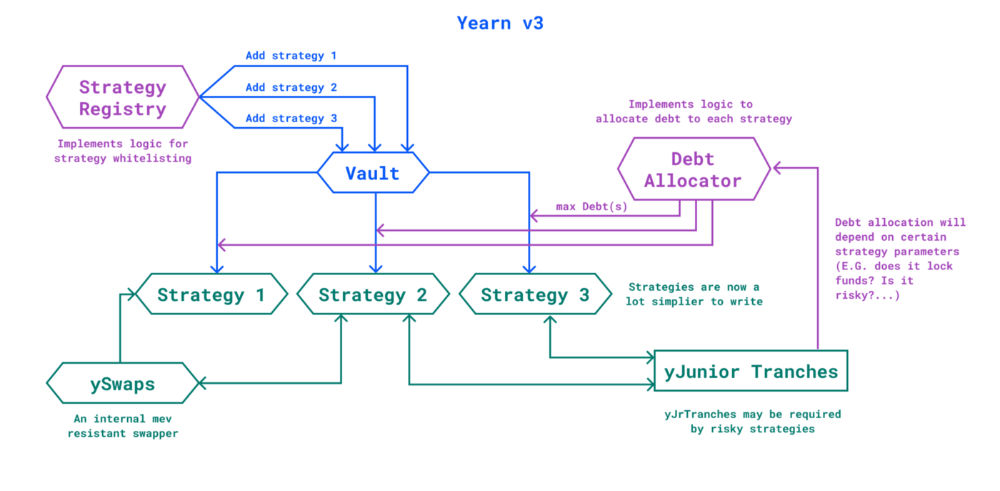 Yearn v3
Add strategy 1
Add strategy 2
Add strategy 3
Strategy
Registry
Implements logic for
strategy whitelisting
Vault
Implements logic to
allocate debt to each strategy
Debt
Allocator
max Debt(s)
Debt allocation will
depend on certain
strategy parameters
(E.G. does it lock
funds? Is it
risky?...)
Strategy 1
Strategy 2
Strategy 3
Strategies are now a
lot simplier to write
ySwaps
An internal mev
resistant swapper
yJunior Tranches
yJrTranches may be required
by risky strategies